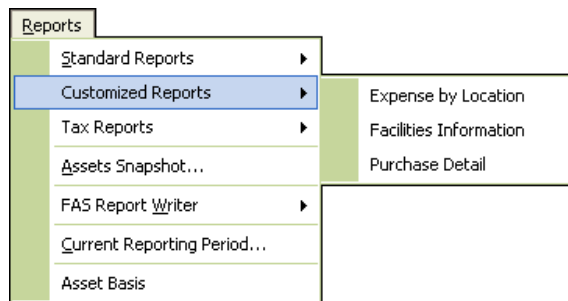 Reports
Standard Reports
Customized Reports
Tax Reports
Assets Snapshot...
FAS Report Writer
Current Reporting Period...
Asset Basis
Expense by Location
Facilities Information
Purchase Detail